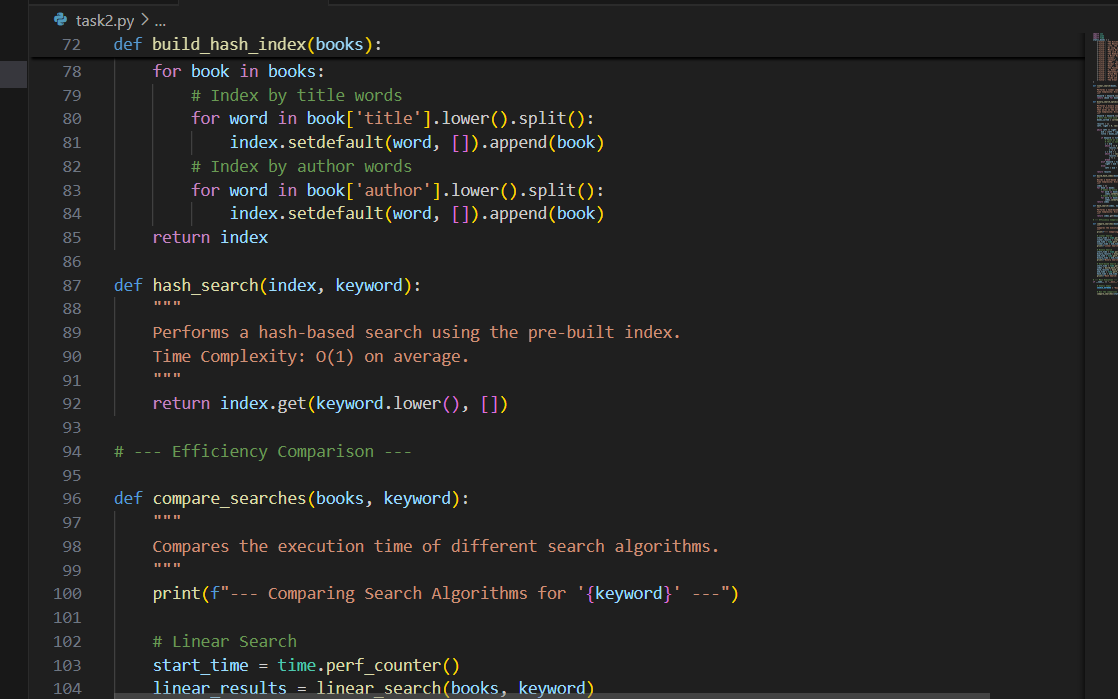 task2.py > ...
72 def build_hash_index(books):
78     for book in books:
79         # Index by title words
80         for word in book['title'].lower().split():
81             index.setdefault(word, []).append(book)
82         # Index by author words
83         for word in book['author'].lower().split():
84             index.setdefault(word, []).append(book)
85     return index
86
87 def hash_search(index, keyword):
88     """
89     Performs a hash-based search using the pre-built index.
90     Time Complexity: O(1) on average.
91     """
92     return index.get(keyword.lower(), [])
93
94 # --- Efficiency Comparison ---
95
96 def compare_searches(books, keyword):
97     """
98     Compares the execution time of different search algorithms.
99     """
100     print(f"--- Comparing Search Algorithms for '{keyword}' ---")
101
102     # Linear Search
103     start_time = time.perf_counter()
104     linear_results = linear_search(books, keyword)